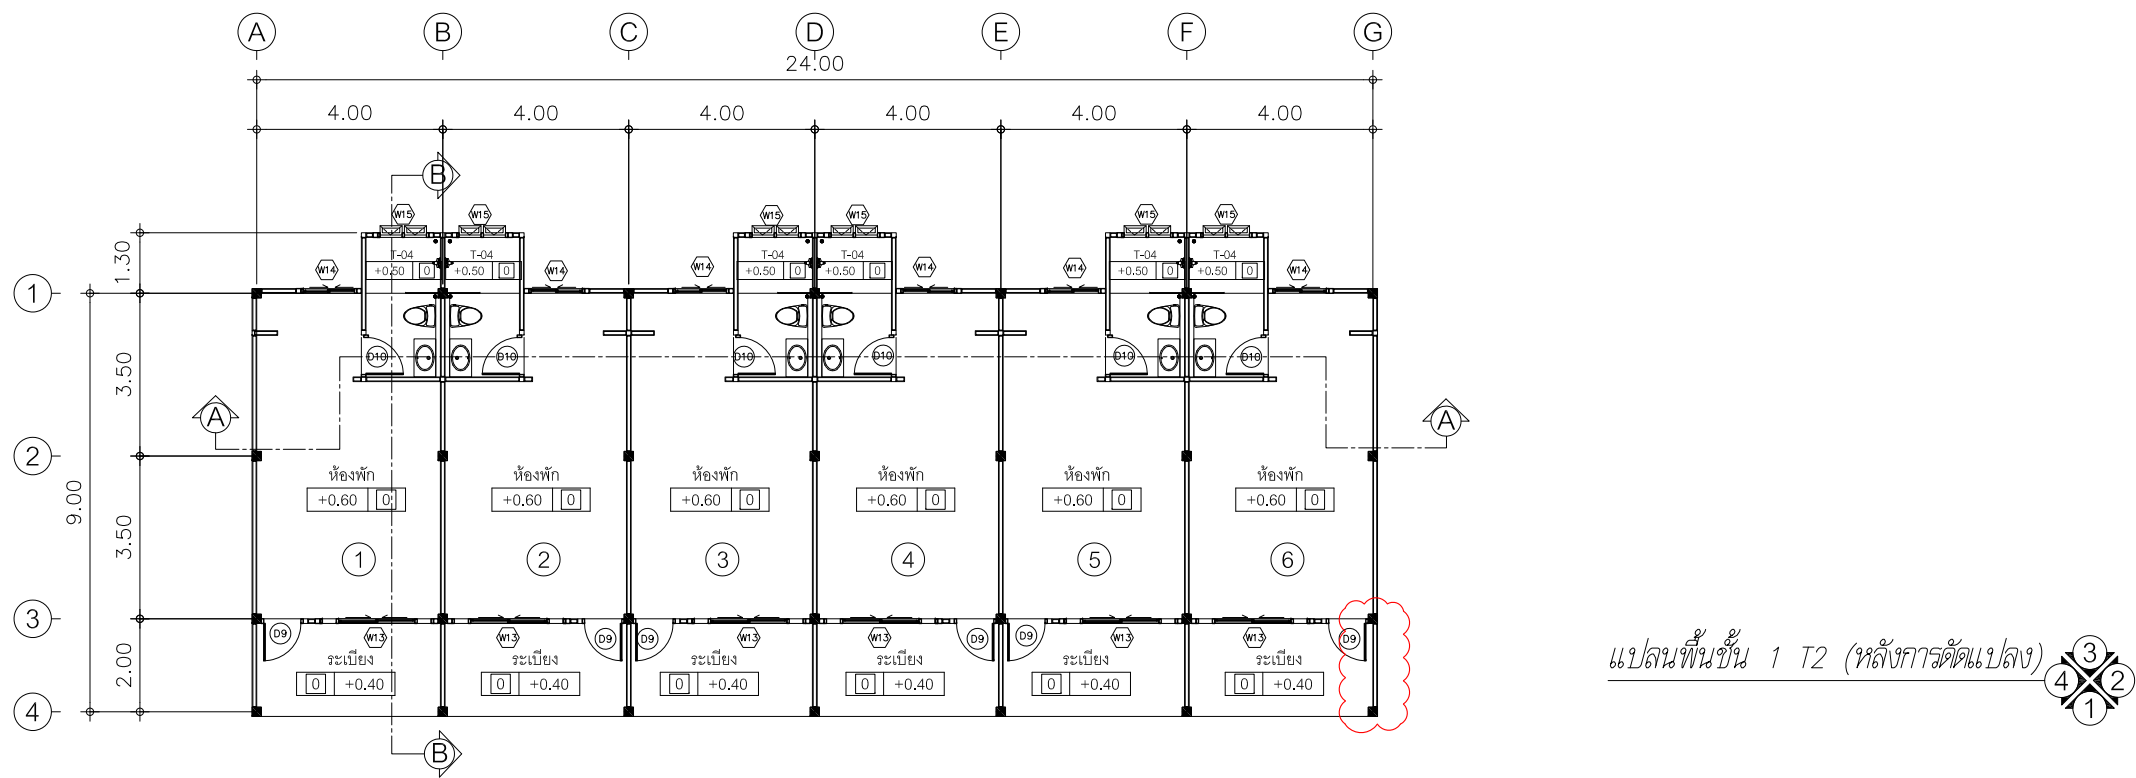 A B C D E F G
24.00
4.00 4.00 4.00 4.00 4.00 4.00
B
W15 W15 W15 W15 W15 W15
1.30
T-04 T-04 T-04 T-04 T-04 T-04
+0.50 0 +0.50 0 +0.50 0 +0.50 0 +0.50 0 +0.50 0
W14 W14 W14 W14 W14 W14
1
3.50
D10 D10 D10 D10 D10 D10
A A
2
ห้องพัก ห้องพัก ห้องพัก ห้องพัก ห้องพัก ห้องพัก
+0.60 0 +0.60 0 +0.60 0 +0.60 0 +0.60 0 +0.60 0
9.00
3.50
1 2 3 4 5 6
3
D9 W13 W13 D9 D9 W13 W13 D9 D9 W13 W13 D9
ระเบียง ระเบียง ระเบียง ระเบียง ระเบียง ระเบียง
2.00
0 +0.40 0 +0.40 0 +0.40 0 +0.40 0 +0.40 0 +0.40
4
B
แปลนพื้นชั้น 1 T2 (หลังการดัดแปลง)
3
4 2
1